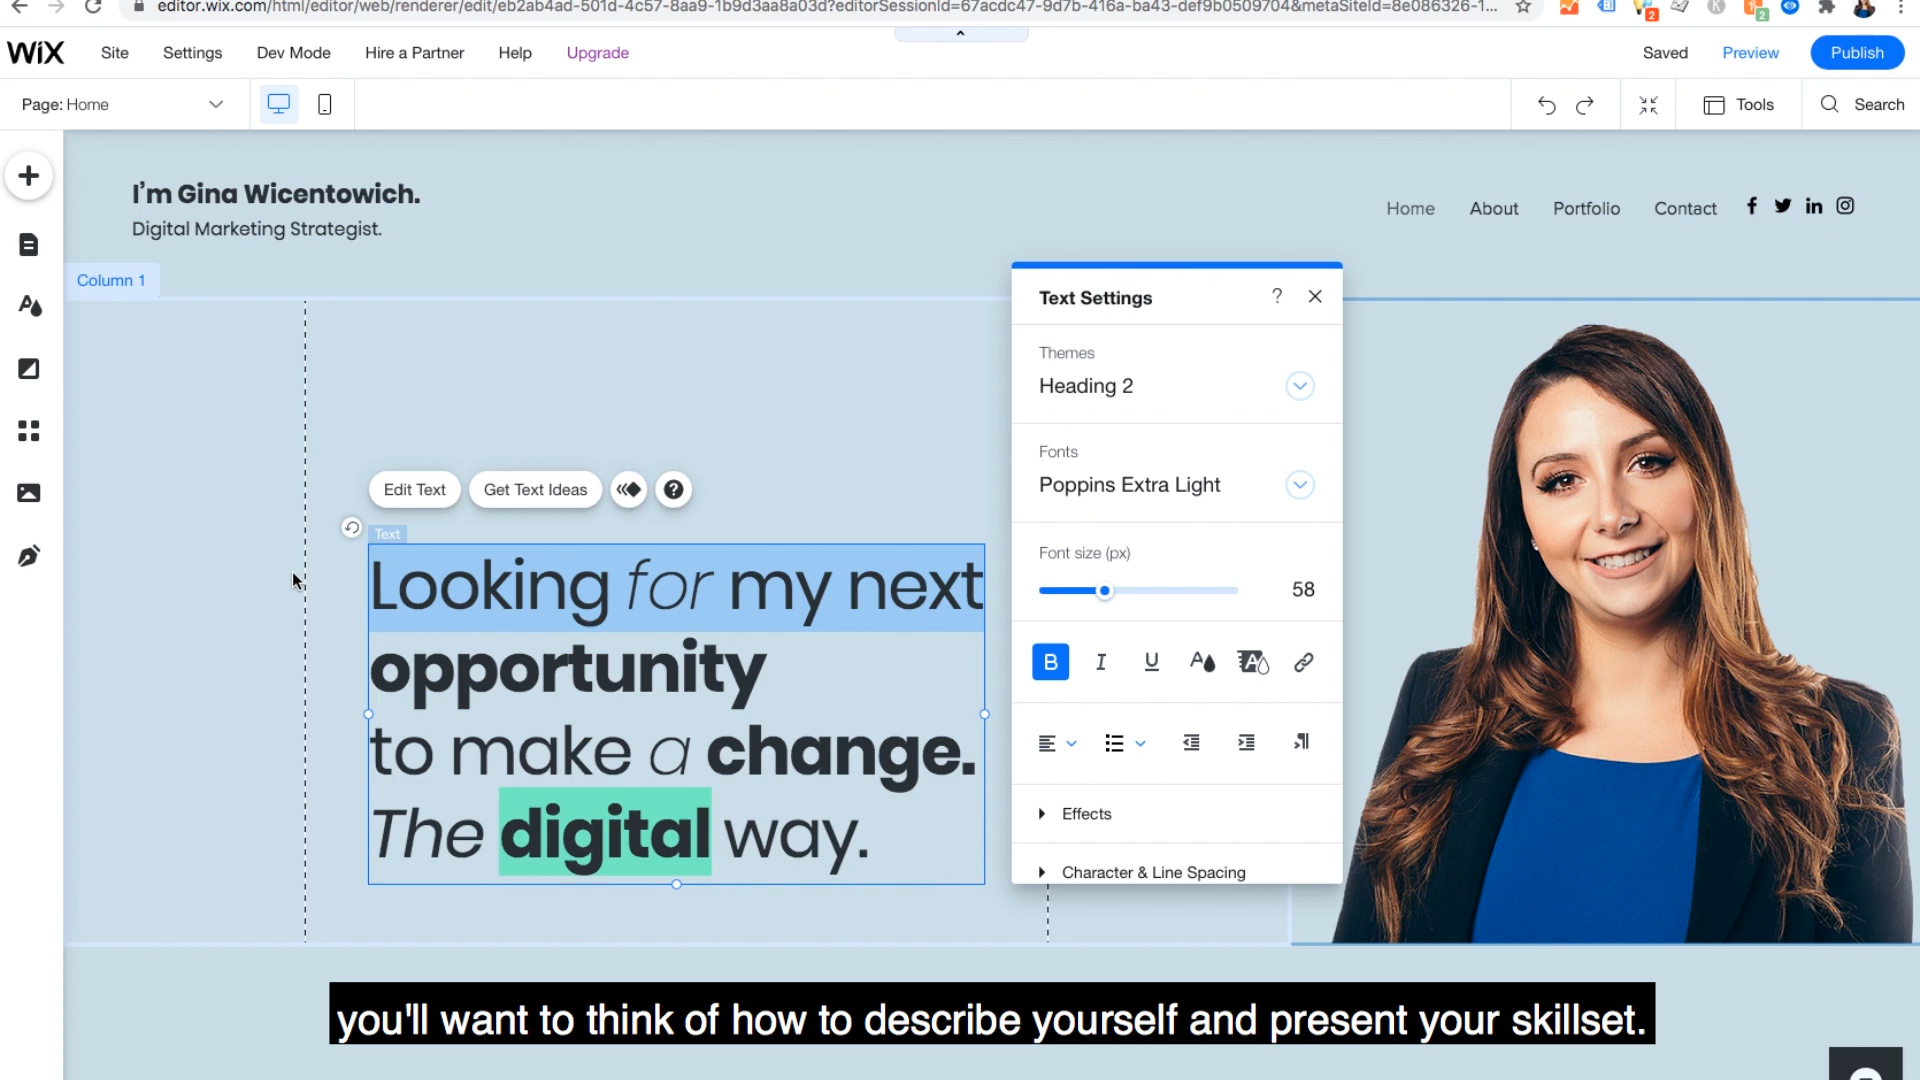 editor.wix.com/html/editor/web/renderer/edit/eb2ab4ad-501d-4c57-8aa9-1b9d3aa8a03d?editorSessionId=67acdc47-9d7b-416a-ba43-def9b0509704&metaSiteId=8e086326-1...
2
2
WiX
Site
Settings
Dev Mode
Hire a Partner
Help
Upgrade
Saved
Preview
Publish
Page: Home
Tools
Search
I'm Gina Wicentowich.
Digital Marketing Strategist.
Home
About
Portfolio
Contact
Column 1
Text Settings
?
Themes
Heading 2
Fonts
Poppins Extra Light
Font size (px)
58
B
I
U
A
A
Effects
Character & Line Spacing
Edit Text
Get Text Ideas
?
Text
Looking for my next
opportunity
to make a change.
The digital way.
you'll want to think of how to describe yourself and present your skillset.